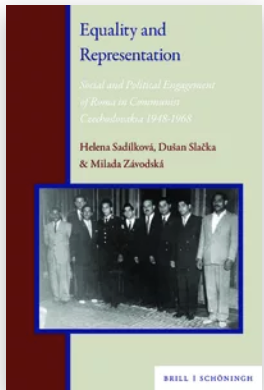 Equality and
Representation
Social and Political Engagement
of Roma in Communist
Czechoslovakia 1948-1968
Helena Sadílková, Dušan Slačka
& Milada Závodská
BRILL | SCHÖNINGH